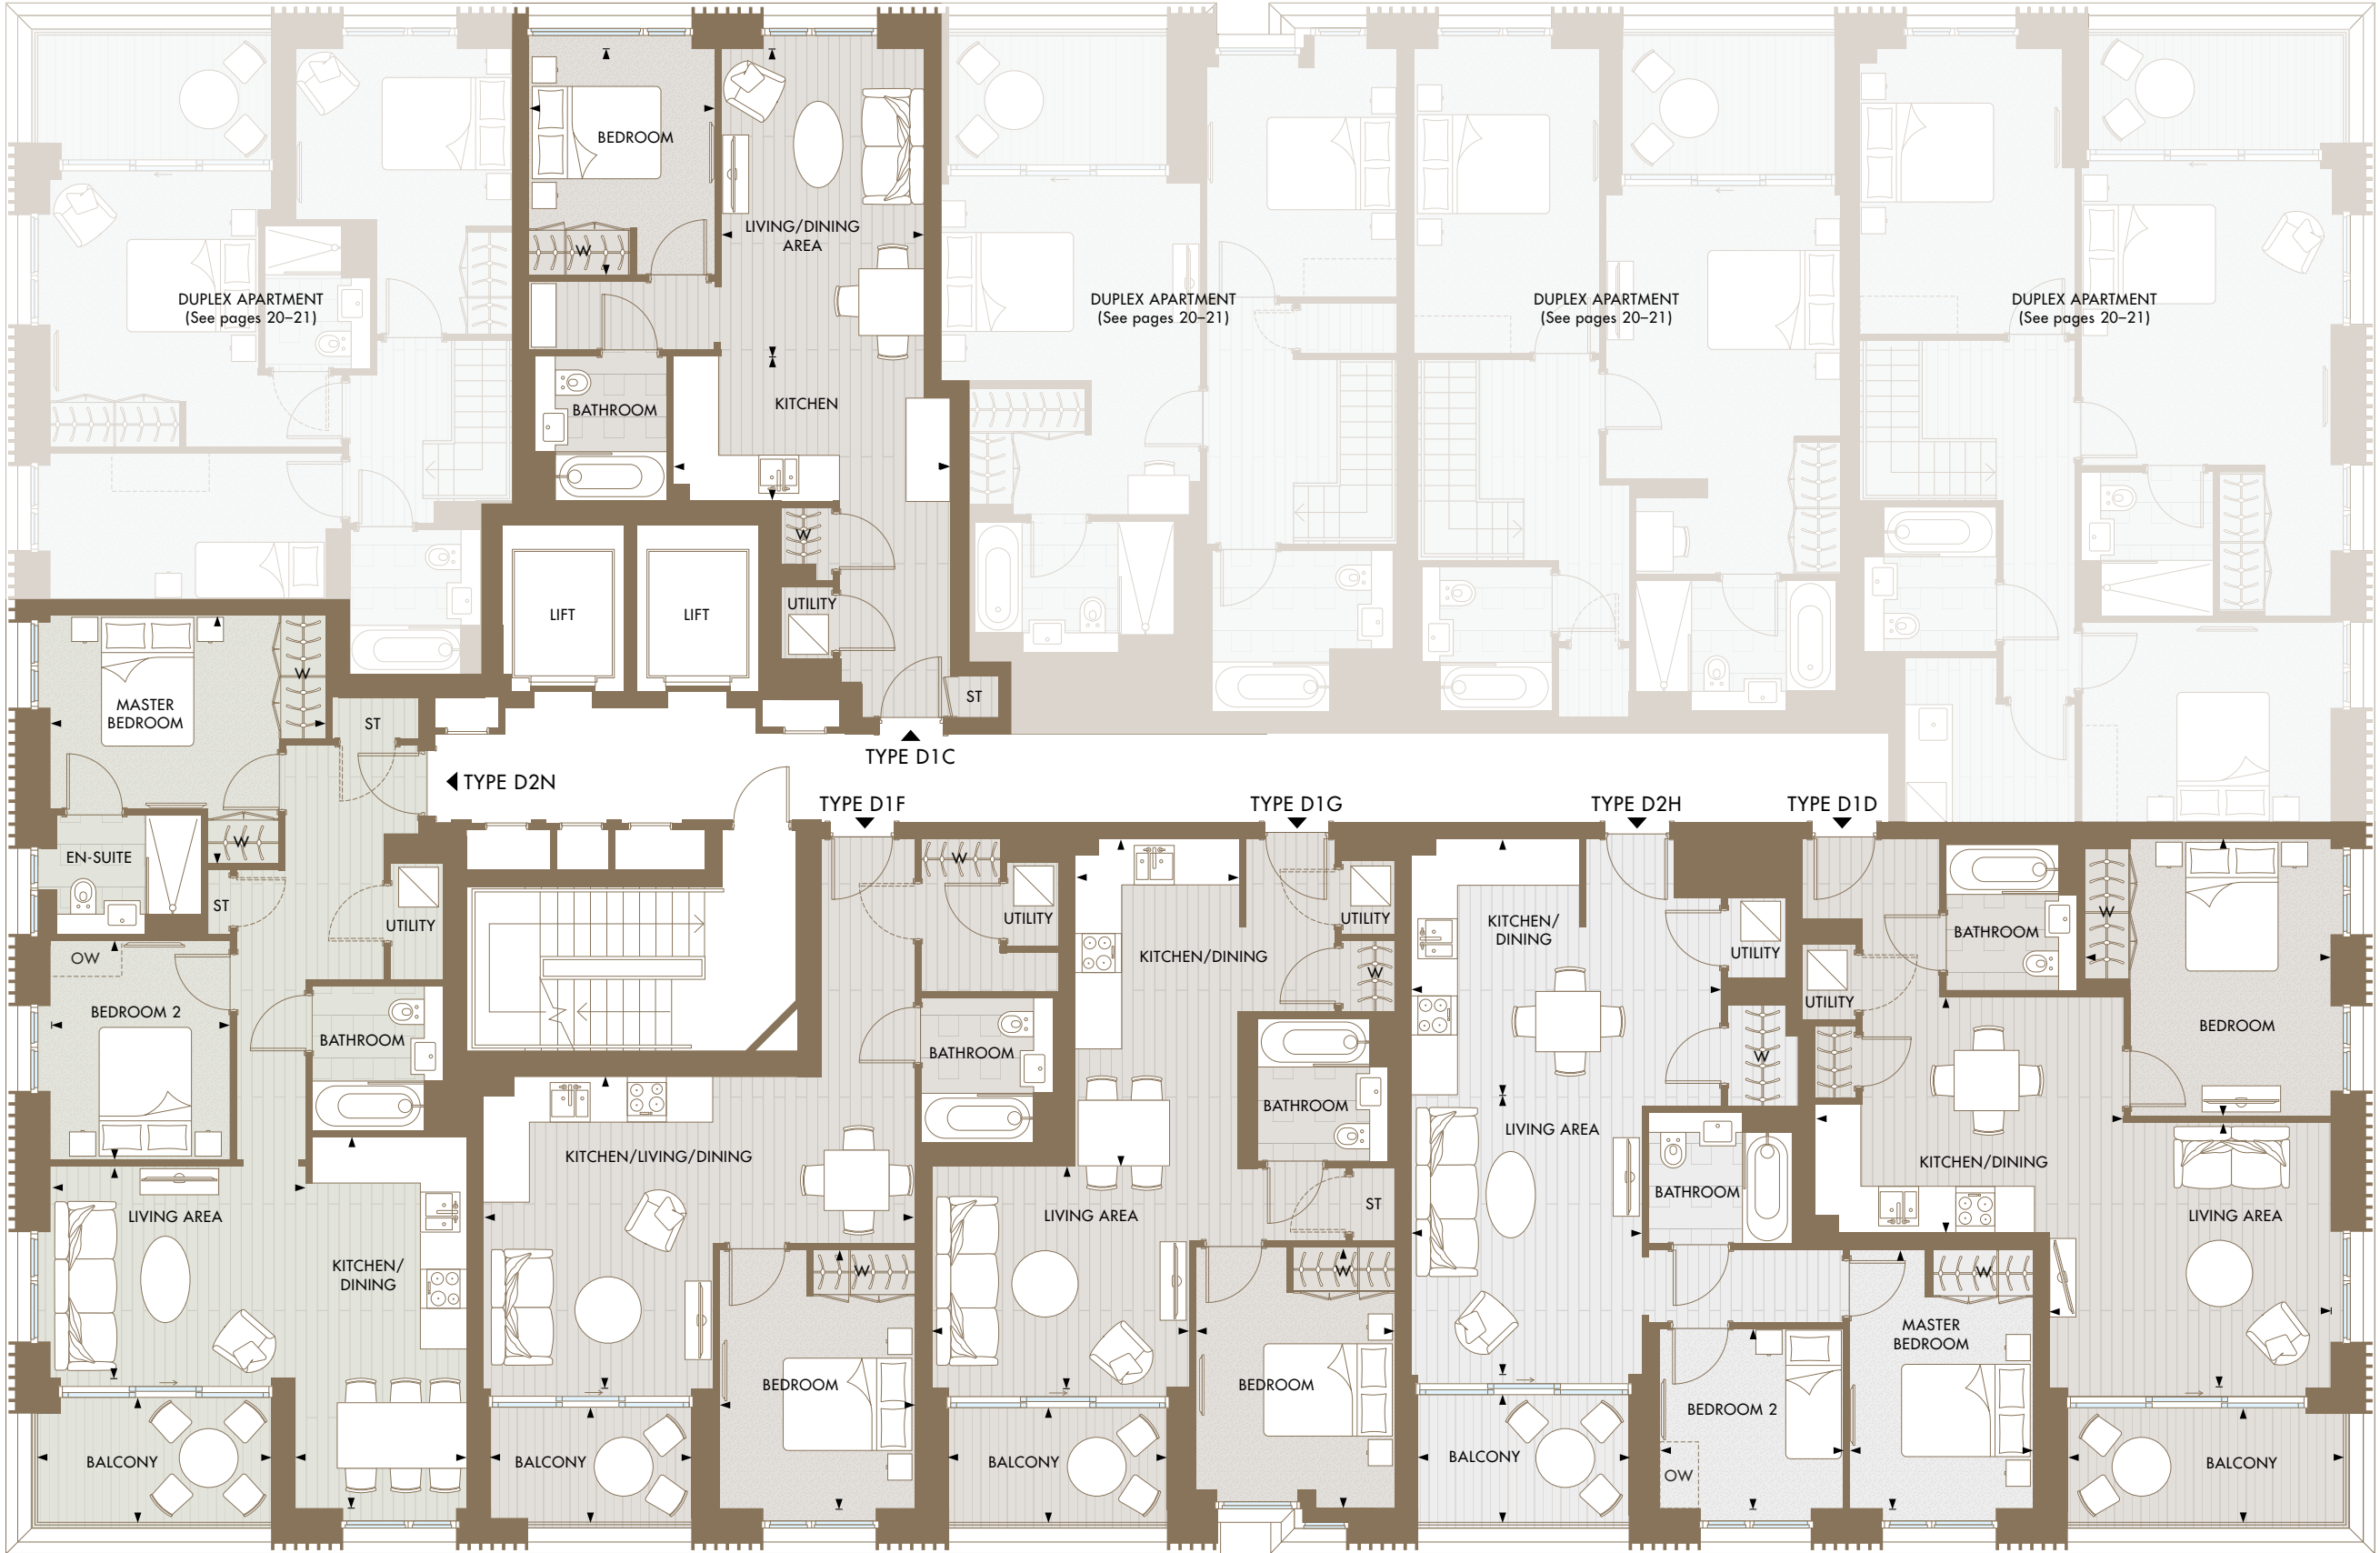 BEDROOM
W
LIVING/DINING
AREA
KITCHEN
BATHROOM
W
UTILITY
LIFT
LIFT
ST
DUPLEX APARTMENT
(See pages 20–21)
DUPLEX APARTMENT
(See pages 20–21)
DUPLEX APARTMENT
(See pages 20–21)
DUPLEX APARTMENT
(See pages 20–21)
TYPE D1C
TYPE D2N
TYPE D1F
TYPE D1G
TYPE D2H
TYPE D1D
MASTER
BEDROOM
W
ST
EN-SUITE
W
ST
UTILITY
OW
BEDROOM 2
BATHROOM
LIVING AREA
KITCHEN/
DINING
BALCONY
W
UTILITY
BATHROOM
KITCHEN/LIVING/DINING
W
BEDROOM
BALCONY
KITCHEN/DINING
UTILITY
W
BATHROOM
ST
LIVING AREA
W
BEDROOM
BALCONY
KITCHEN/
DINING
UTILITY
W
LIVING AREA
BATHROOM
MASTER
BEDROOM
W
BEDROOM 2
OW
BALCONY
BATHROOM
W
UTILITY
BEDROOM
KITCHEN/DINING
LIVING AREA
BALCONY